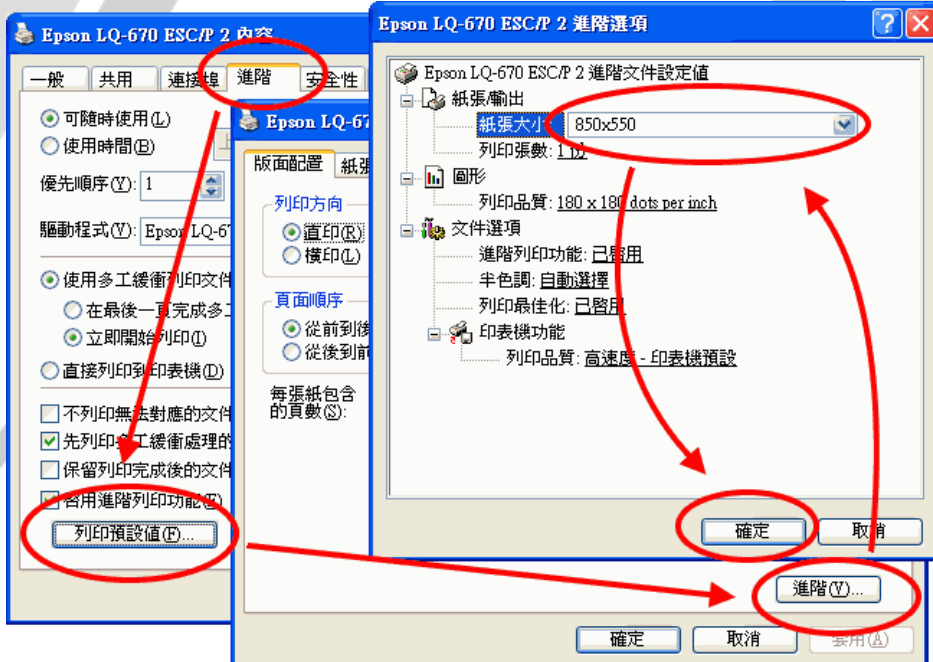 Epson LQ-670 ESC/P 2 內容
一般 共用 連接埠 進階 安全性
可隨時使用(L)
使用時間(B)
優先順序(Y): 1
驅動程式(V): Epson LQ-67
使用多工緩衝列印文件
在最後一頁完成多工
立即開始列印(I)
直接列印到印表機(D)
不列印無法對應的文件
先列印多工緩衝處理的
保留列印完成後的文件
啟用進階列印功能(E)
列印預設值(F)...
Epson LQ-67
版面配置 紙張
列印方向
直印(R)
橫印(L)
頁面順序
從前到後
從後到前
每張紙包含
的頁數(S):
進階(V)...
確定 取消 套用(A)
Epson LQ-670 ESC/P 2 進階選項
Epson LQ-670 ESC/P 2 進階文件設定值
紙張/輸出
紙張大小: 850x550
列印張數: 1 份
圖形
列印品質: 180 x 180 dots per inch
文件選項
進階列印功能: 已啟用
半色調: 自動選擇
列印最佳化: 已啟用
印表機功能
列印品質: 高速度 - 印表機預設
確定 取消